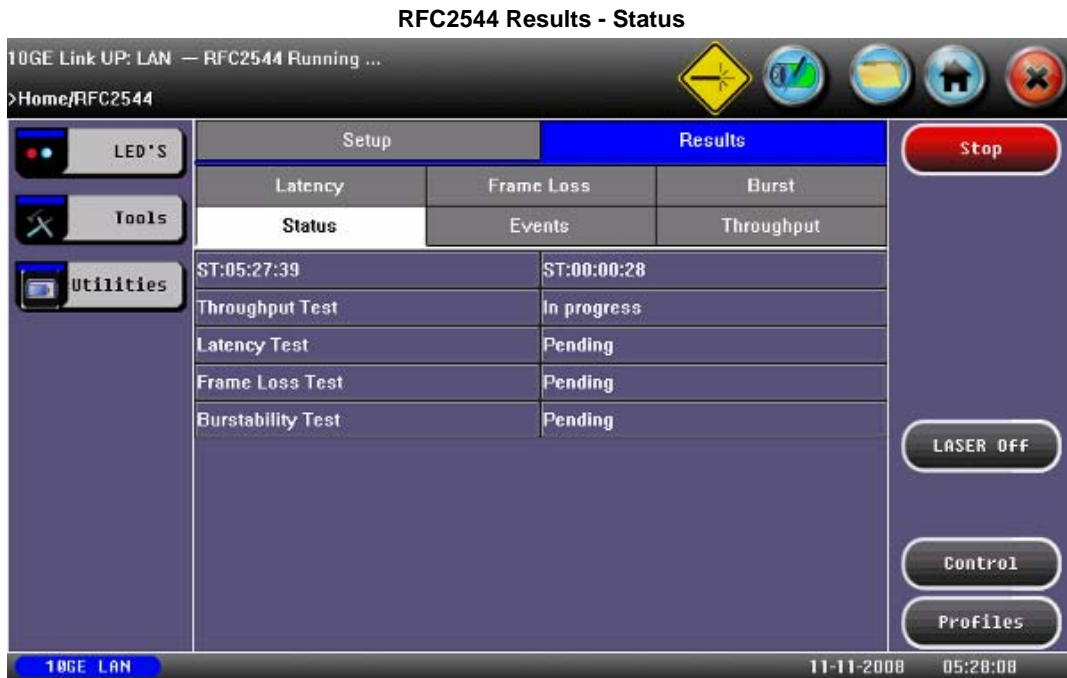 RFC2544 Results - Status
10GE Link UP: LAN — RFC2544 Running ...
>Home/RFC2544
LED'S
Tools
Utilities
Setup
Results
Latency
Frame Loss
Burst
Status
Events
Throughput
ST:05:27:39
ST:00:00:28
Throughput Test
In progress
Latency Test
Pending
Frame Loss Test
Pending
Burstability Test
Pending
Stop
LASER Off
Control
Profiles
10GE LAN
11-11-2008
05:28:08